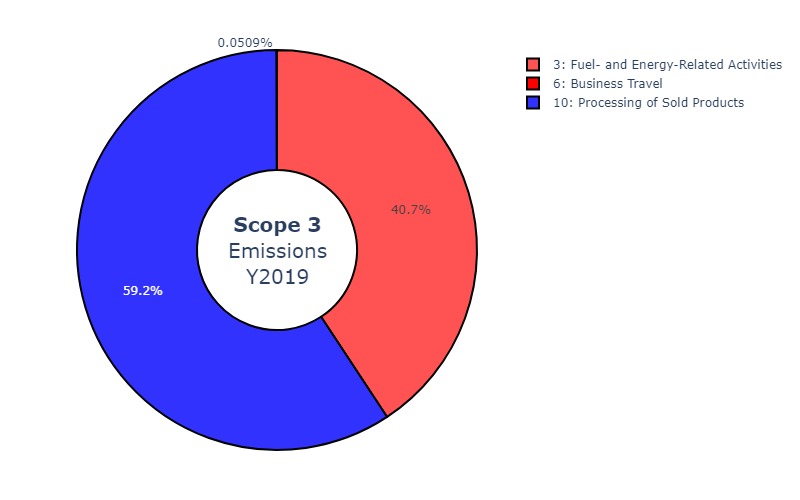 0.0509%
3: Fuel- and Energy-Related Activities
6: Business Travel
10: Processing of Sold Products
40.7%
Scope 3
Emissions
Y2019
59.2%